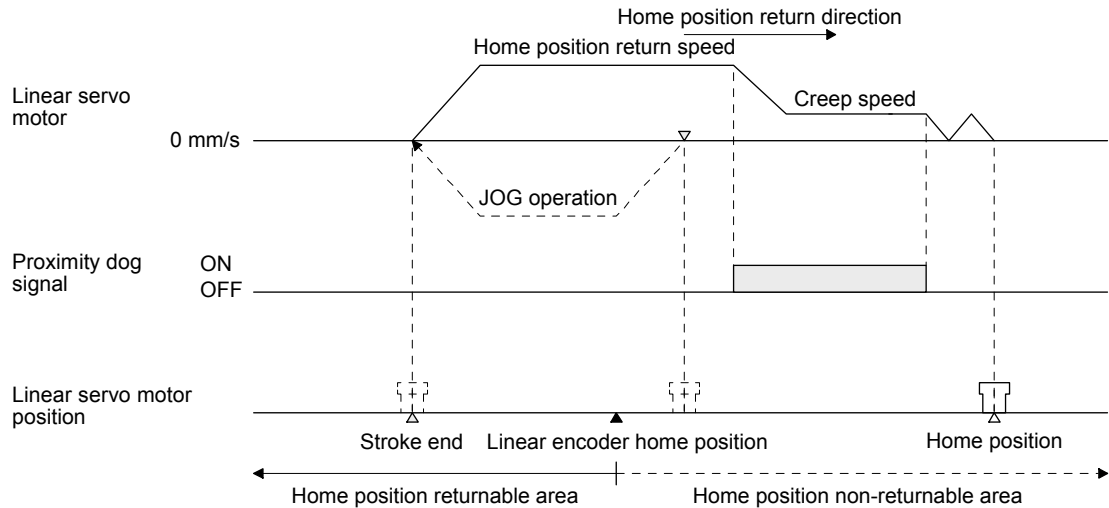 Home position return direction
Home position return speed
Linear servo
motor
Creep speed
0 mm/s
JOG operation
Proximity dog
signal
ON
OFF
Linear servo motor
position
Stroke end
Linear encoder home position
Home position
Home position returnable area
Home position non-returnable area